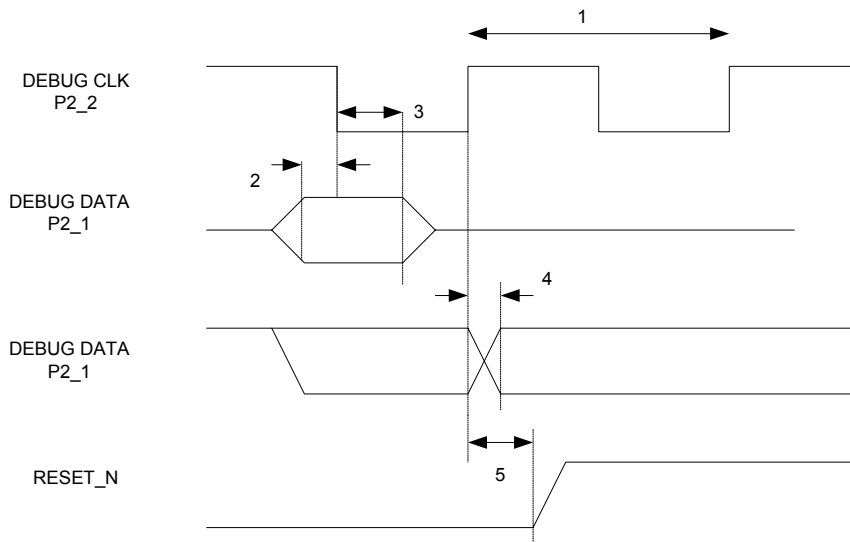 1
DEBUG CLK
P2_2
3
2
DEBUG DATA
P2_1
4
DEBUG DATA
P2_1
5
RESET_N